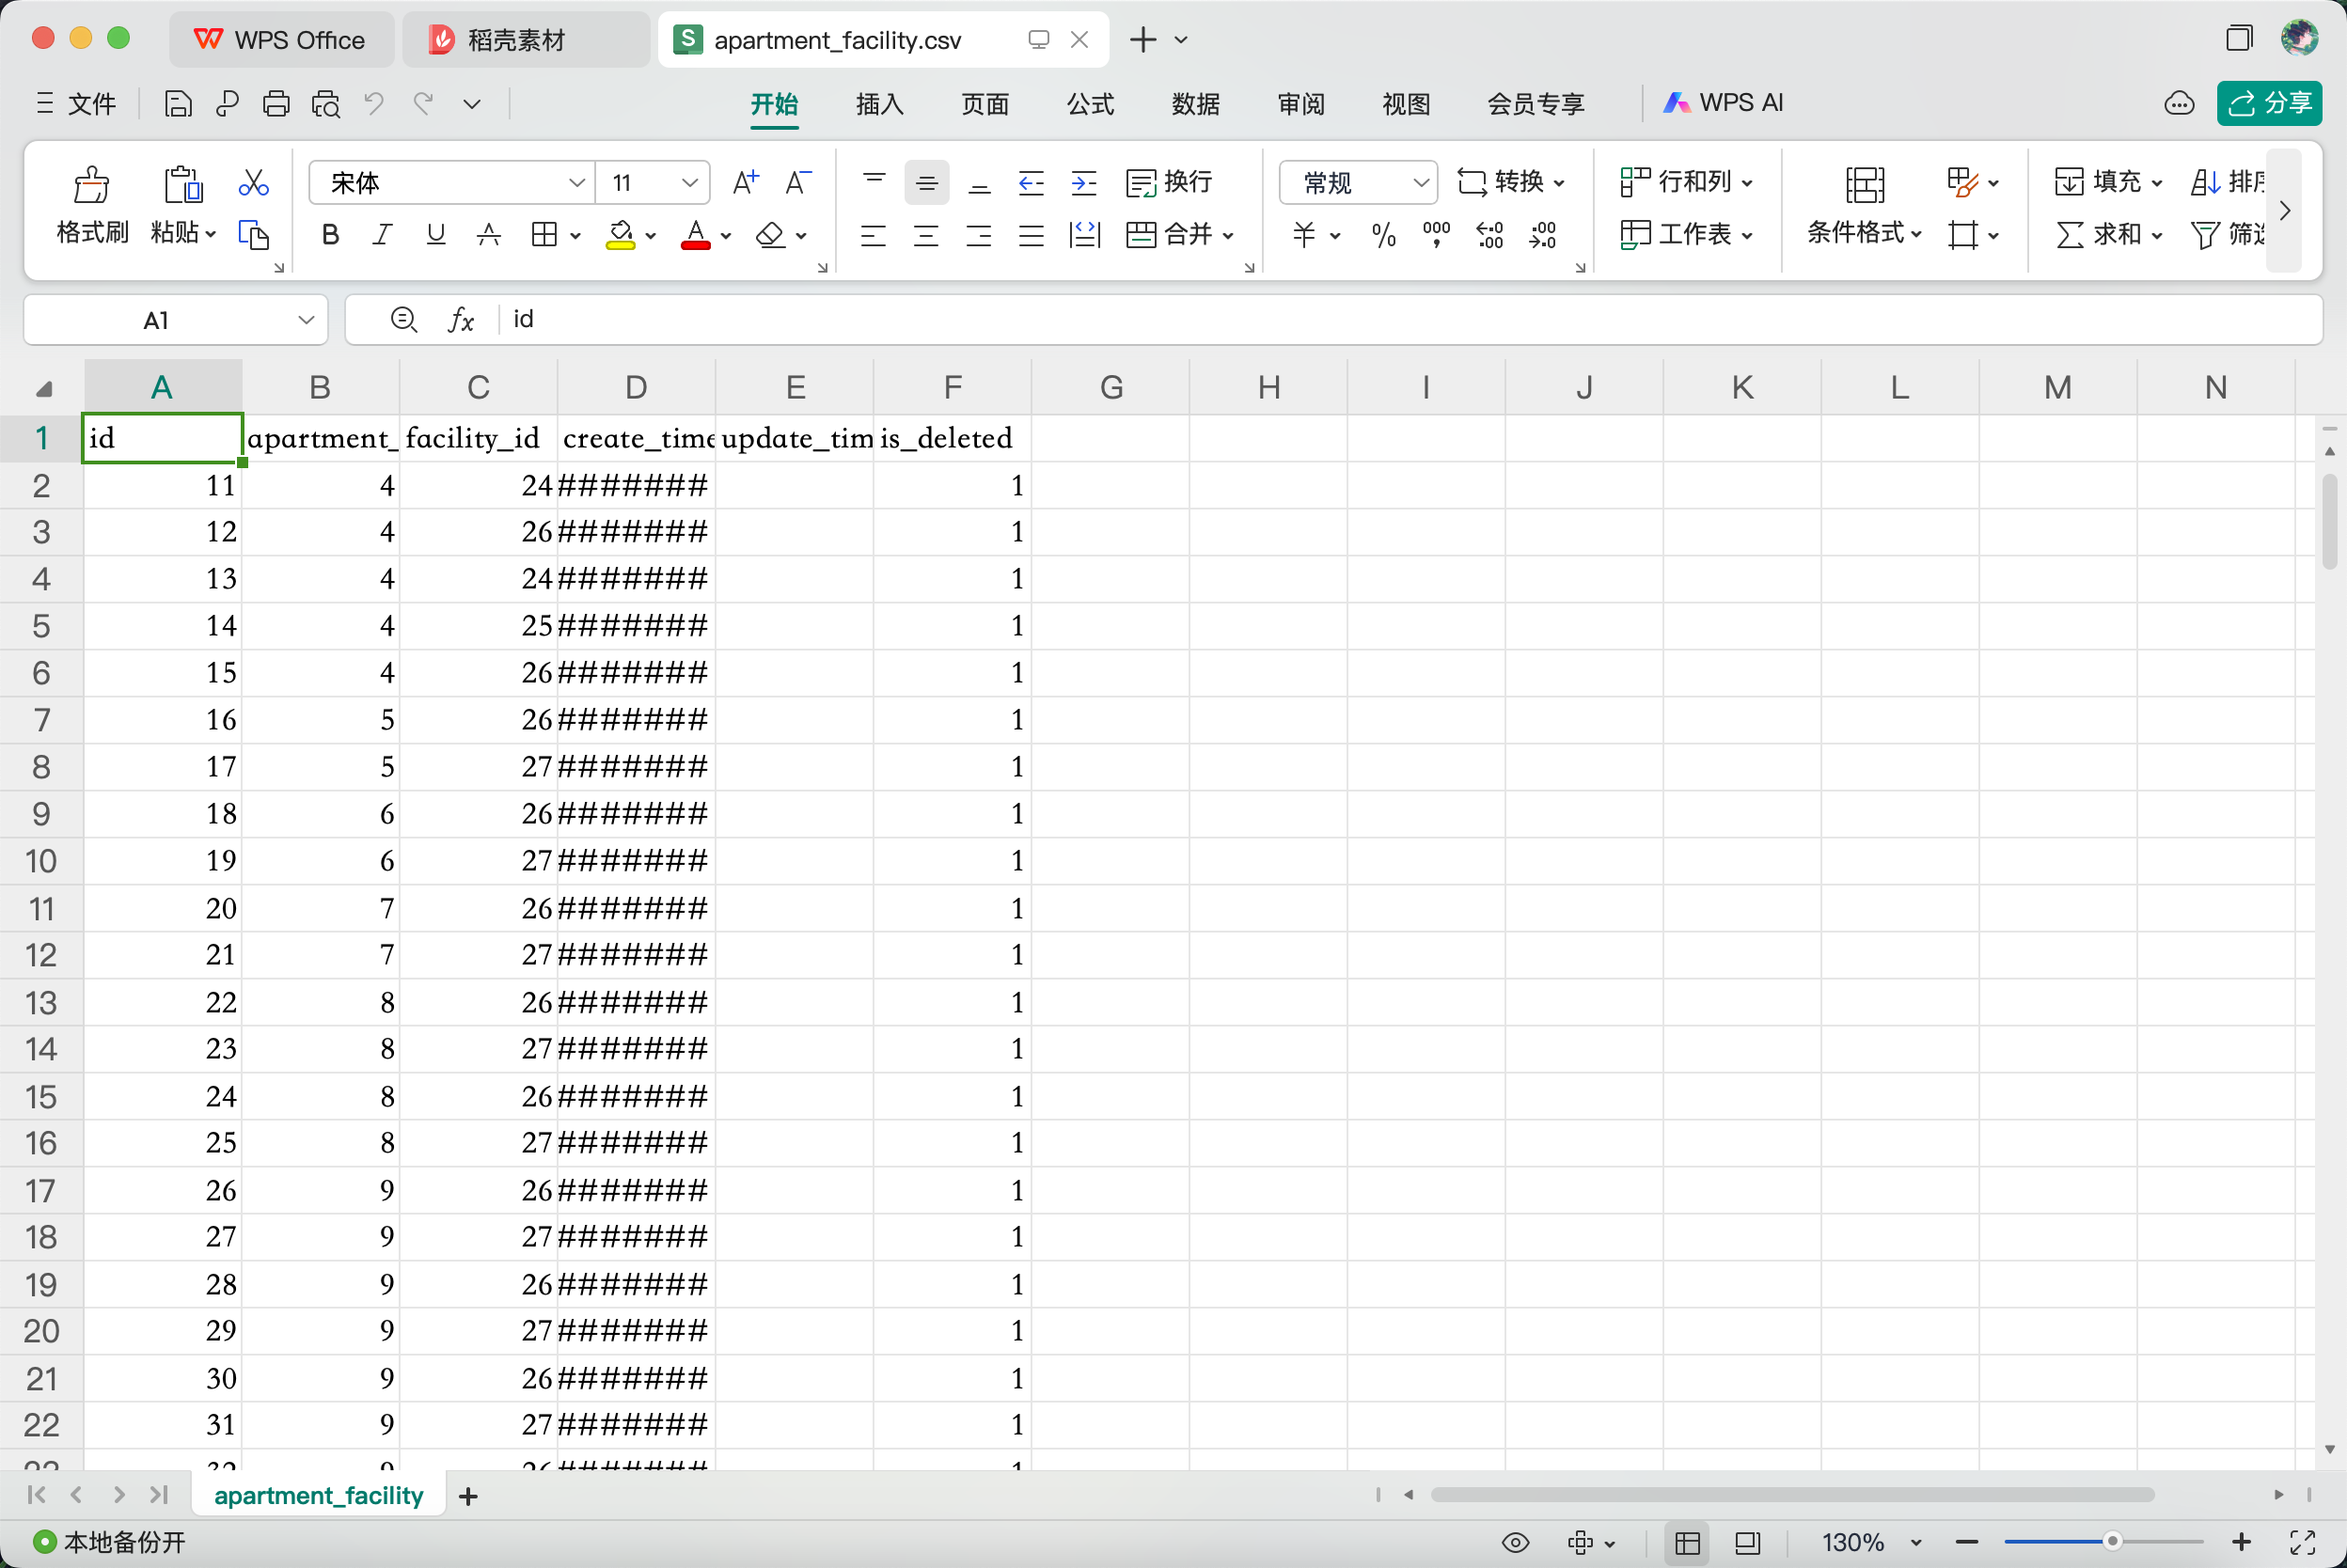 WPS Office 稻壳素材 S apartment_facility.csv
文件 开始 插入 页面 公式 数据 审阅 视图 会员专享 WPS AI 分享
宋体 11 A+ A- 换行 常规 转换 行和列 填充
格式刷 粘贴 B I U A A 合并 ¥ % 000 .00 .00 工作表 条件格式 求和
A1 fx id
A B C D E F G H I J K L M N
1 id apartment_ facility_id create_time update_tim is_deleted
2 11 4 24 ####### 1
3 12 4 26 ####### 1
4 13 4 24 ####### 1
5 14 4 25 ####### 1
6 15 4 26 ####### 1
7 16 5 26 ####### 1
8 17 5 27 ####### 1
9 18 6 26 ####### 1
10 19 6 27 ####### 1
11 20 7 26 ####### 1
12 21 7 27 ####### 1
13 22 8 26 ####### 1
14 23 8 27 ####### 1
15 24 8 26 ####### 1
16 25 8 27 ####### 1
17 26 9 26 ####### 1
18 27 9 27 ####### 1
19 28 9 26 ####### 1
20 29 9 27 ####### 1
21 30 9 26 ####### 1
22 31 9 27 ####### 1
apartment_facility
本地备份开 130%